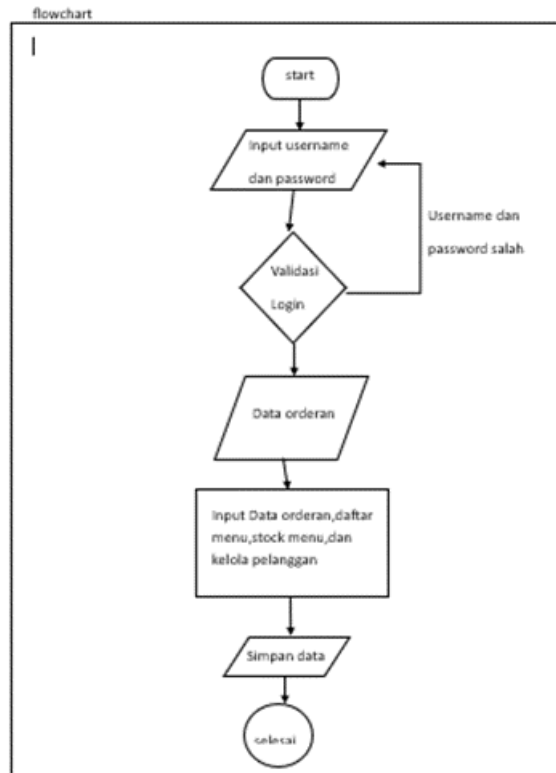 flowchart
start
Input username
dan password
Username dan
password salah
Validasi
Login
Data orderan
Input Data orderan,daftar
menu,stock menu,dan
kelola pelanggan
Simpan data
selesai